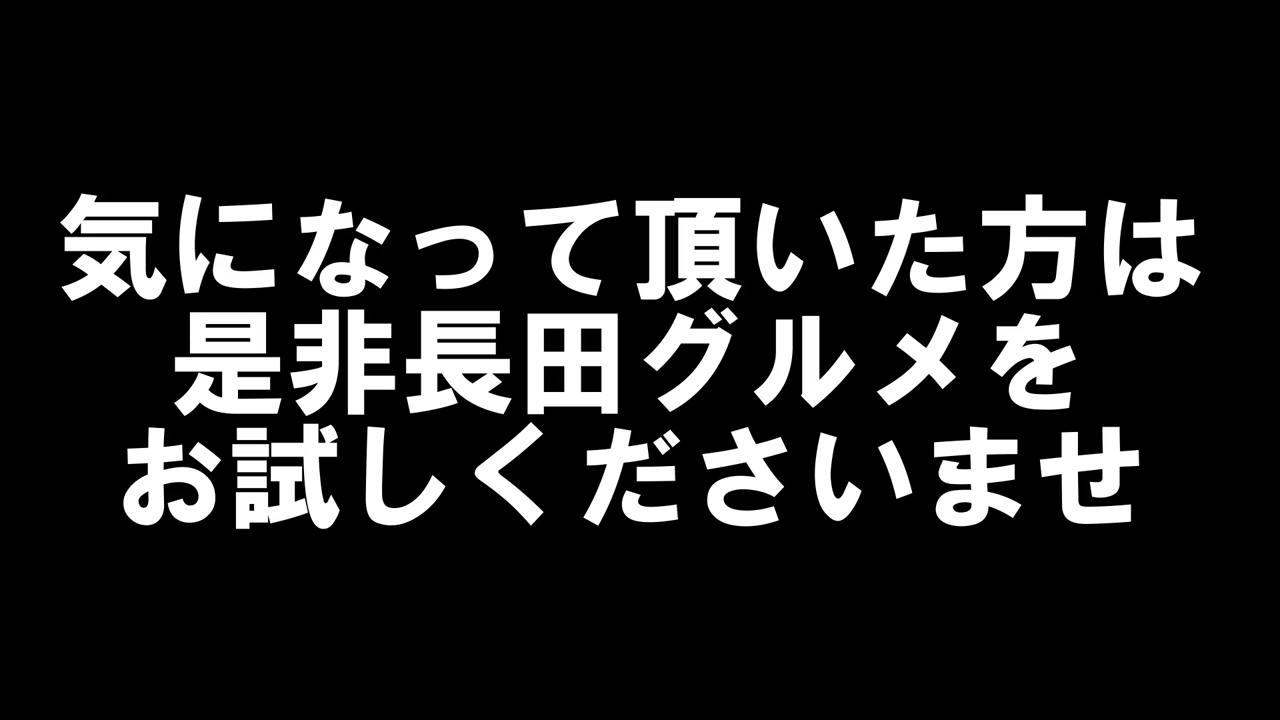 気になって頂いた方は
是非長田グルメを
お試しくださいませ